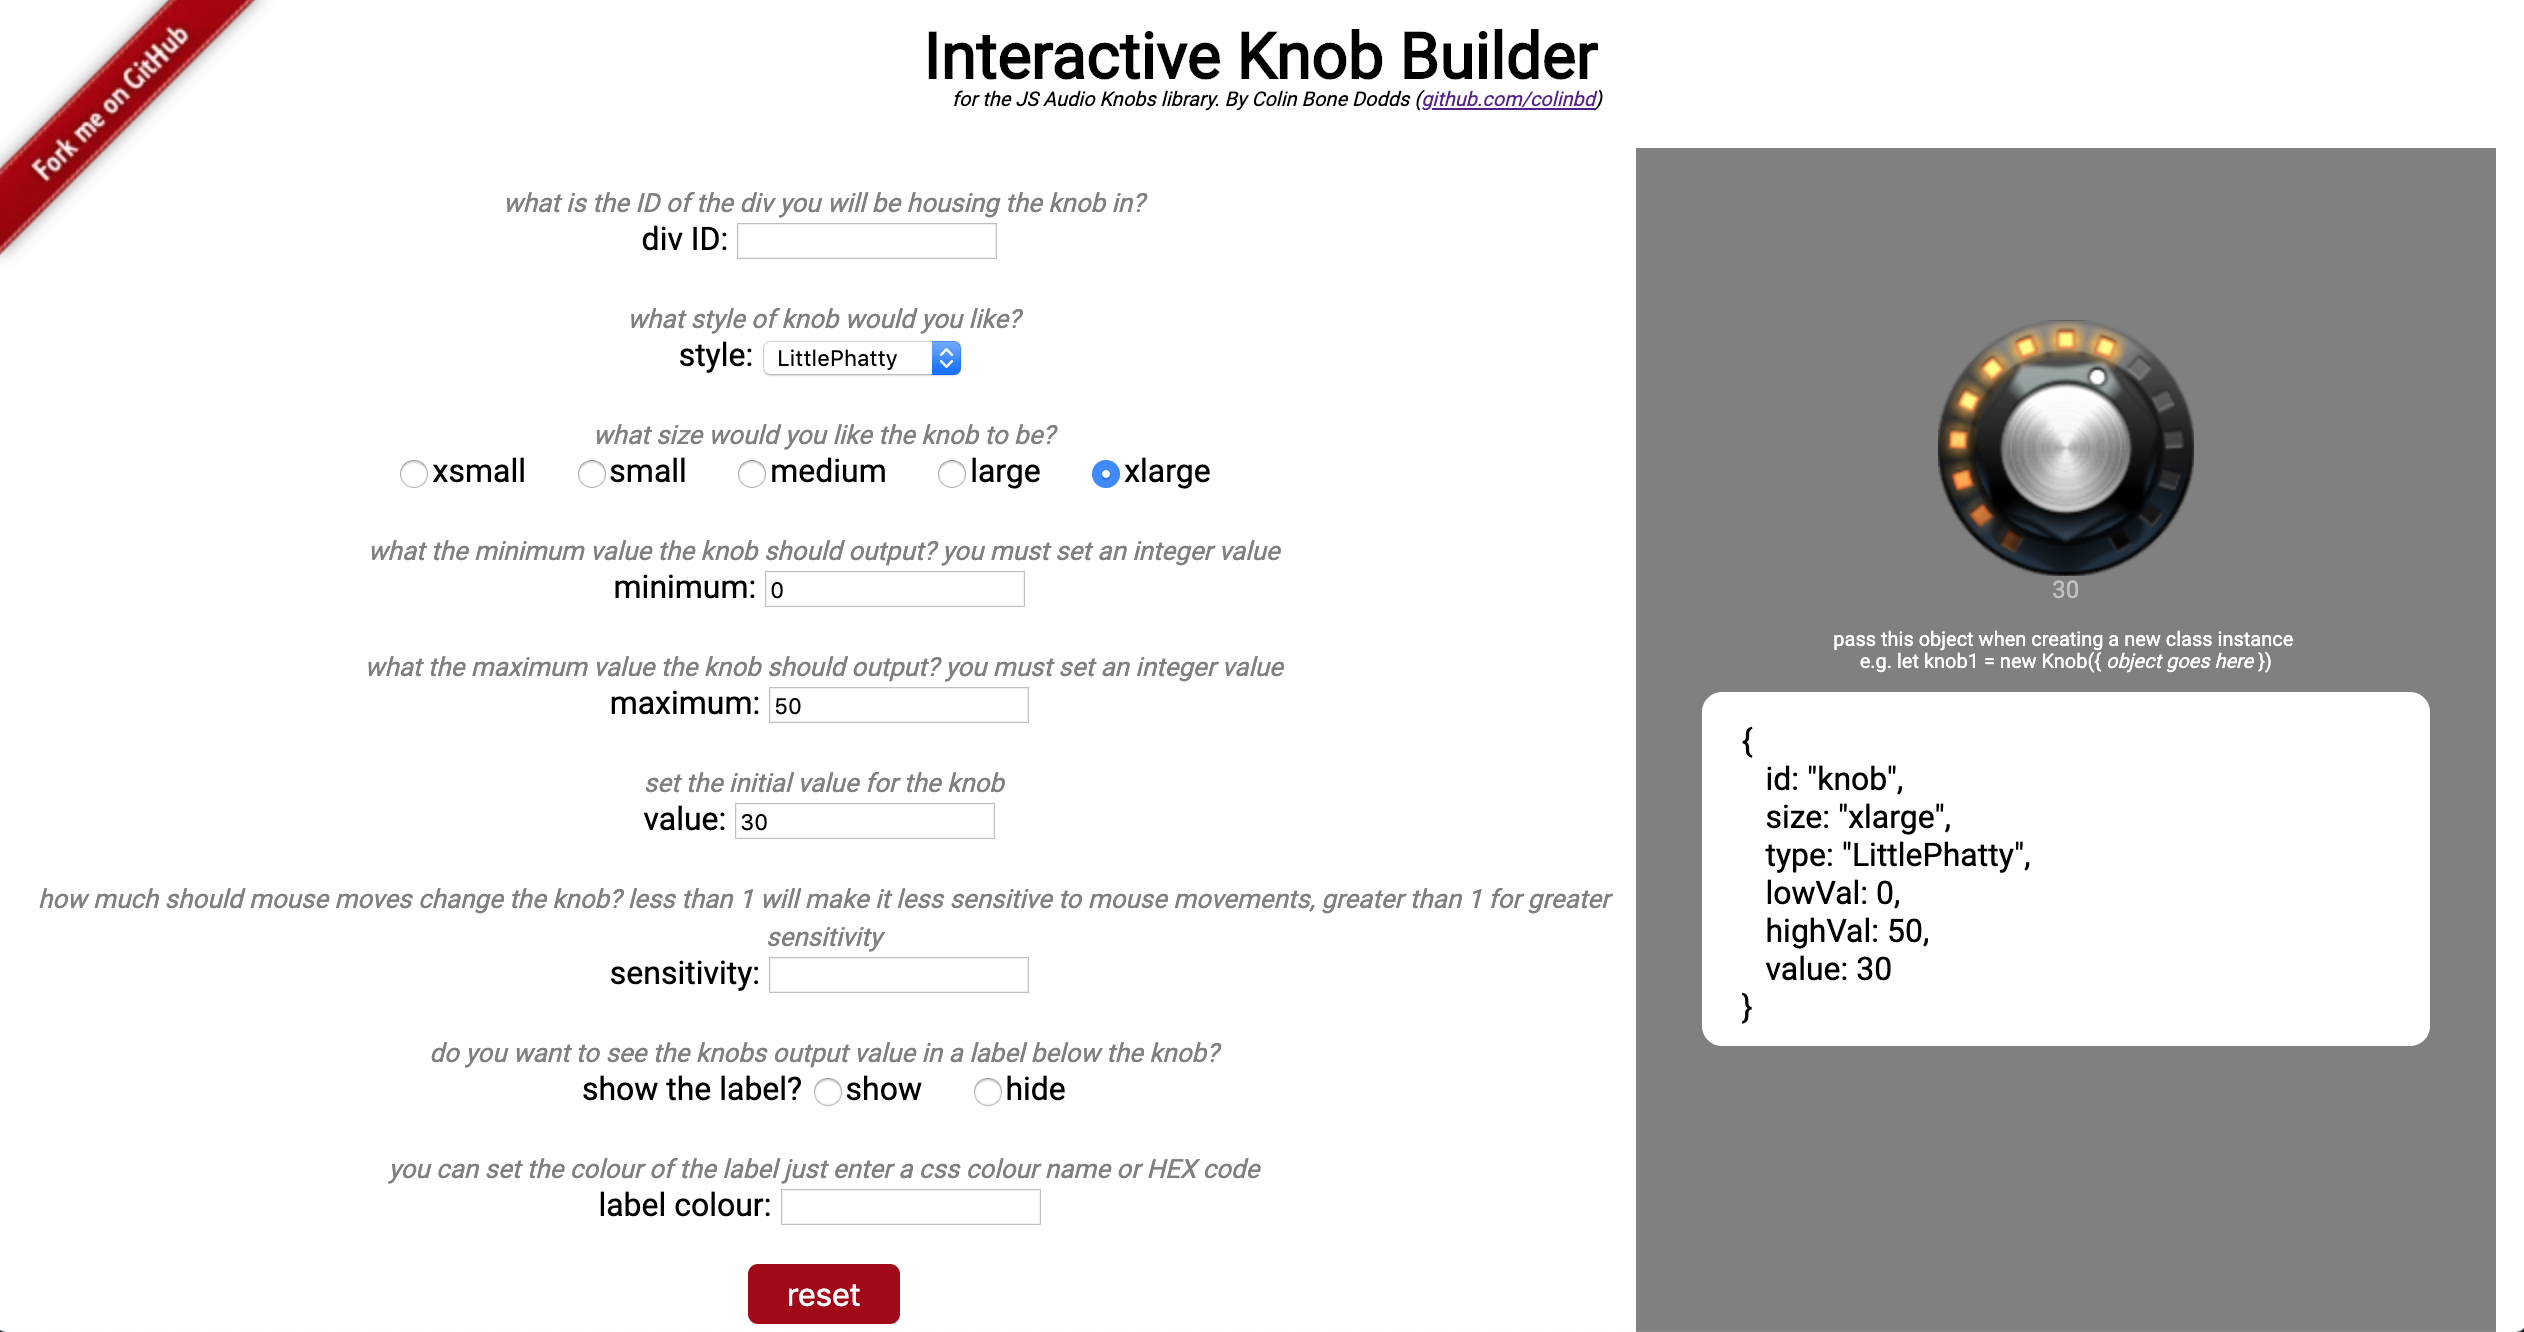 Fork me on GitHub
Interactive Knob Builder
for the JS Audio Knobs library. By Colin Bone Dodds (github.com/colinbd)
what is the ID of the div you will be housing the knob in?
div ID:
what style of knob would you like?
style: LittlePhatty
what size would you like the knob to be?
xsmall small medium large xlarge
what the minimum value the knob should output? you must set an integer value
minimum: 0
what the maximum value the knob should output? you must set an integer value
maximum: 50
set the initial value for the knob
value: 30
how much should mouse moves change the knob? less than 1 will make it less sensitive to mouse movements, greater than 1 for greater
sensitivity
sensitivity:
do you want to see the knobs output value in a label below the knob?
show the label? show hide
you can set the colour of the label just enter a css colour name or HEX code
label colour:
reset
30
pass this object when creating a new class instance
e.g. let knob1 = new Knob({ object goes here })
{
id: "knob",
size: "xlarge",
type: "LittlePhatty",
lowVal: 0,
highVal: 50,
value: 30
}